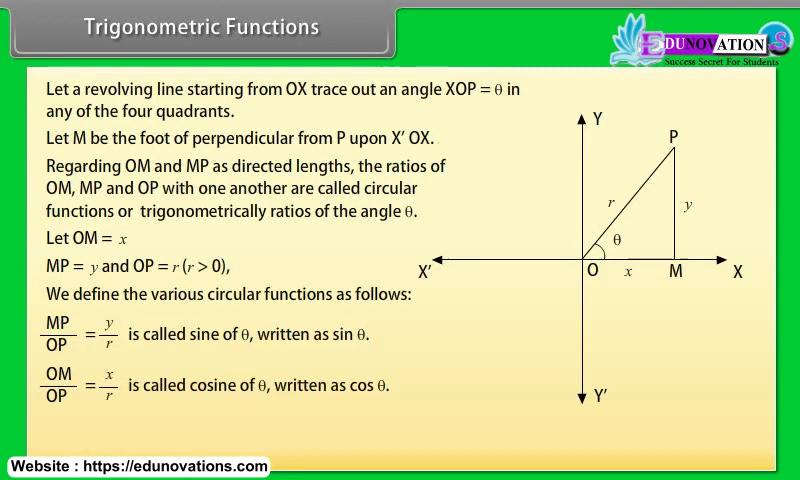 Trigonometric Functions
EDUNOVATION S
Success Secret For Students
Let a revolving line starting from OX trace out an angle XOP = θ in
any of the four quadrants.
Let M be the foot of perpendicular from P upon X′ OX.
Regarding OM and MP as directed lengths, the ratios of
OM, MP and OP with one another are called circular
functions or trigonometrically ratios of the angle θ.
Let OM = x
MP = y and OP = r (r > 0),
We define the various circular functions as follows:
MP/OP = y/r is called sine of θ, written as sin θ.
OM/OP = x/r is called cosine of θ, written as cos θ.
Y
P
r
y
θ
X′
O
x
M
X
Y′
Website : https://edunovations.com